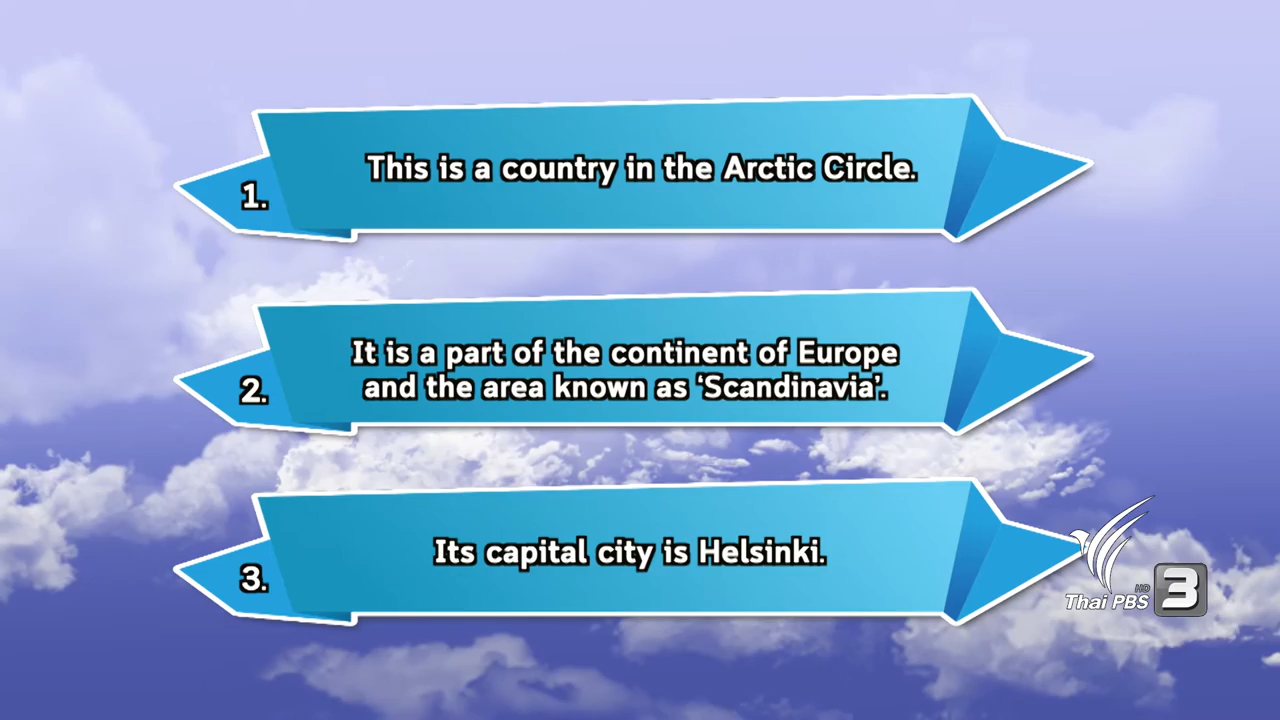 1.
This is a country in the Arctic Circle.
2.
It is a part of the continent of Europe
and the area known as ‘Scandinavia’.
3.
Its capital city is Helsinki.
HD
Thai PBS 3